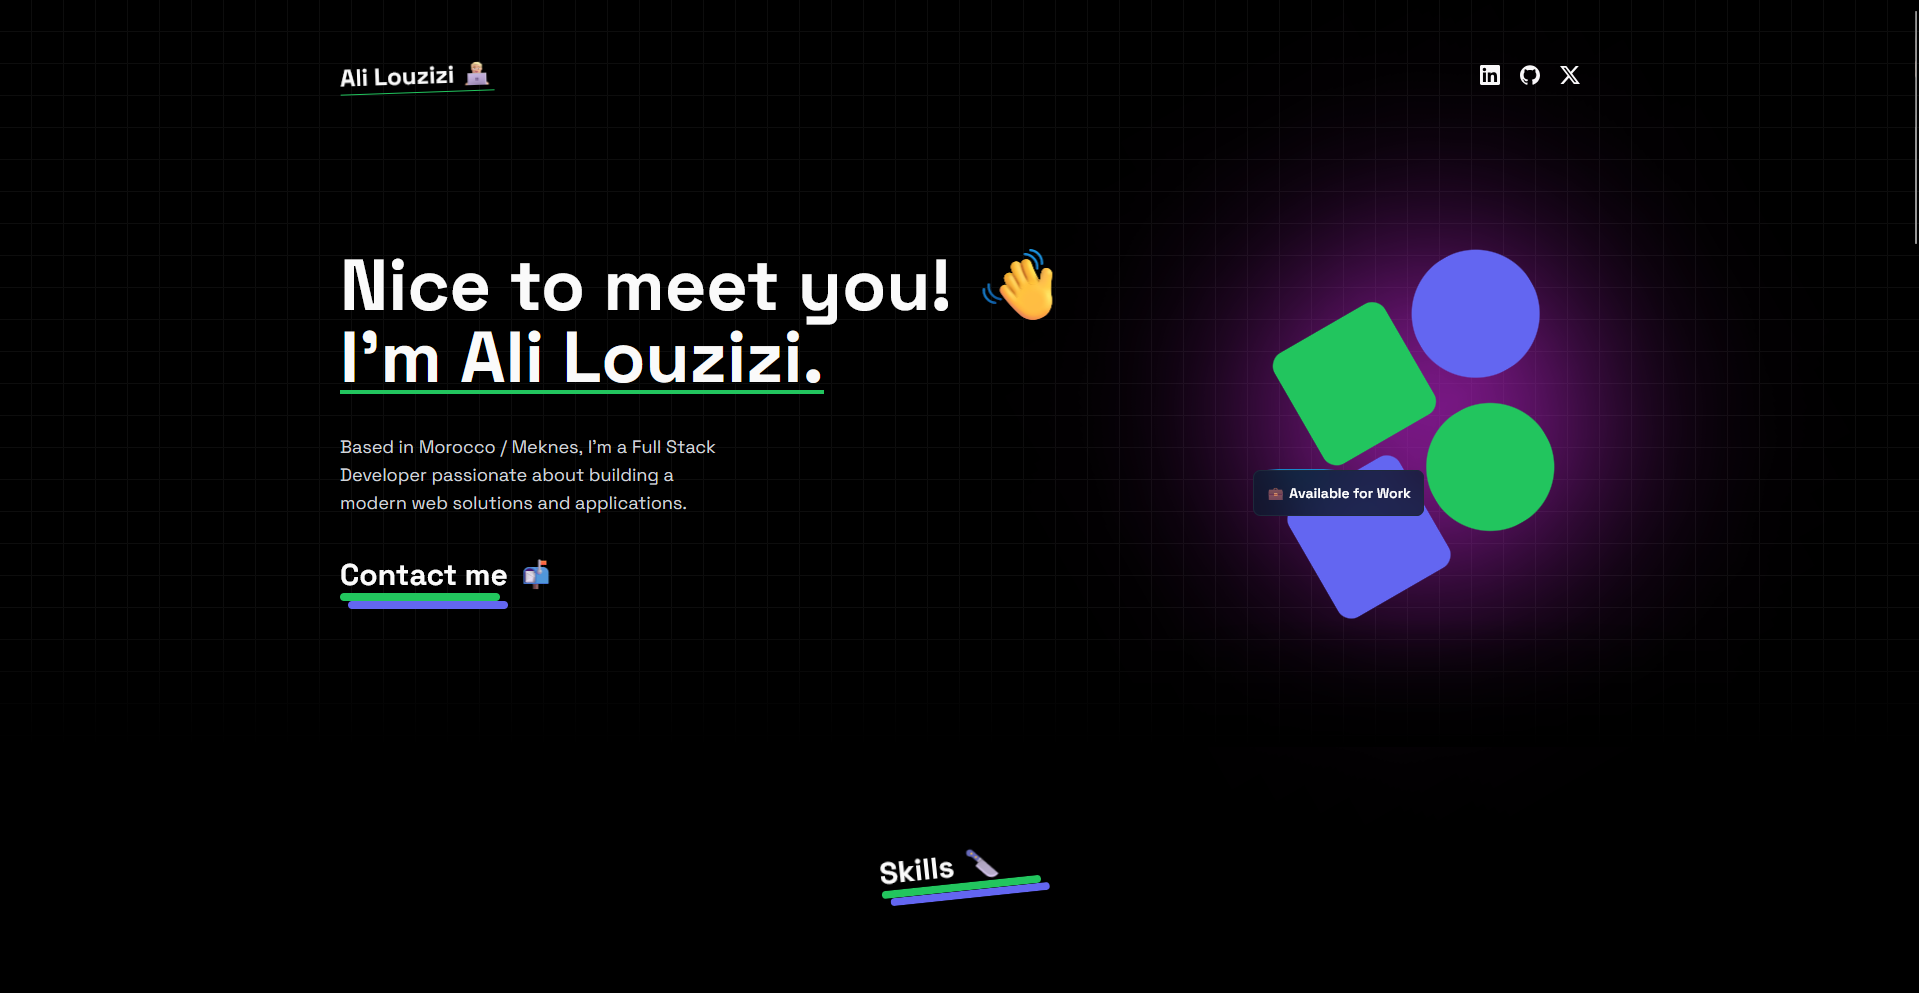 Ali Louzizi
Nice to meet you!
I'm Ali Louzizi.
Based in Morocco / Meknes, I'm a Full Stack
Developer passionate about building a
modern web solutions and applications.
Available for Work
Contact me
Skills